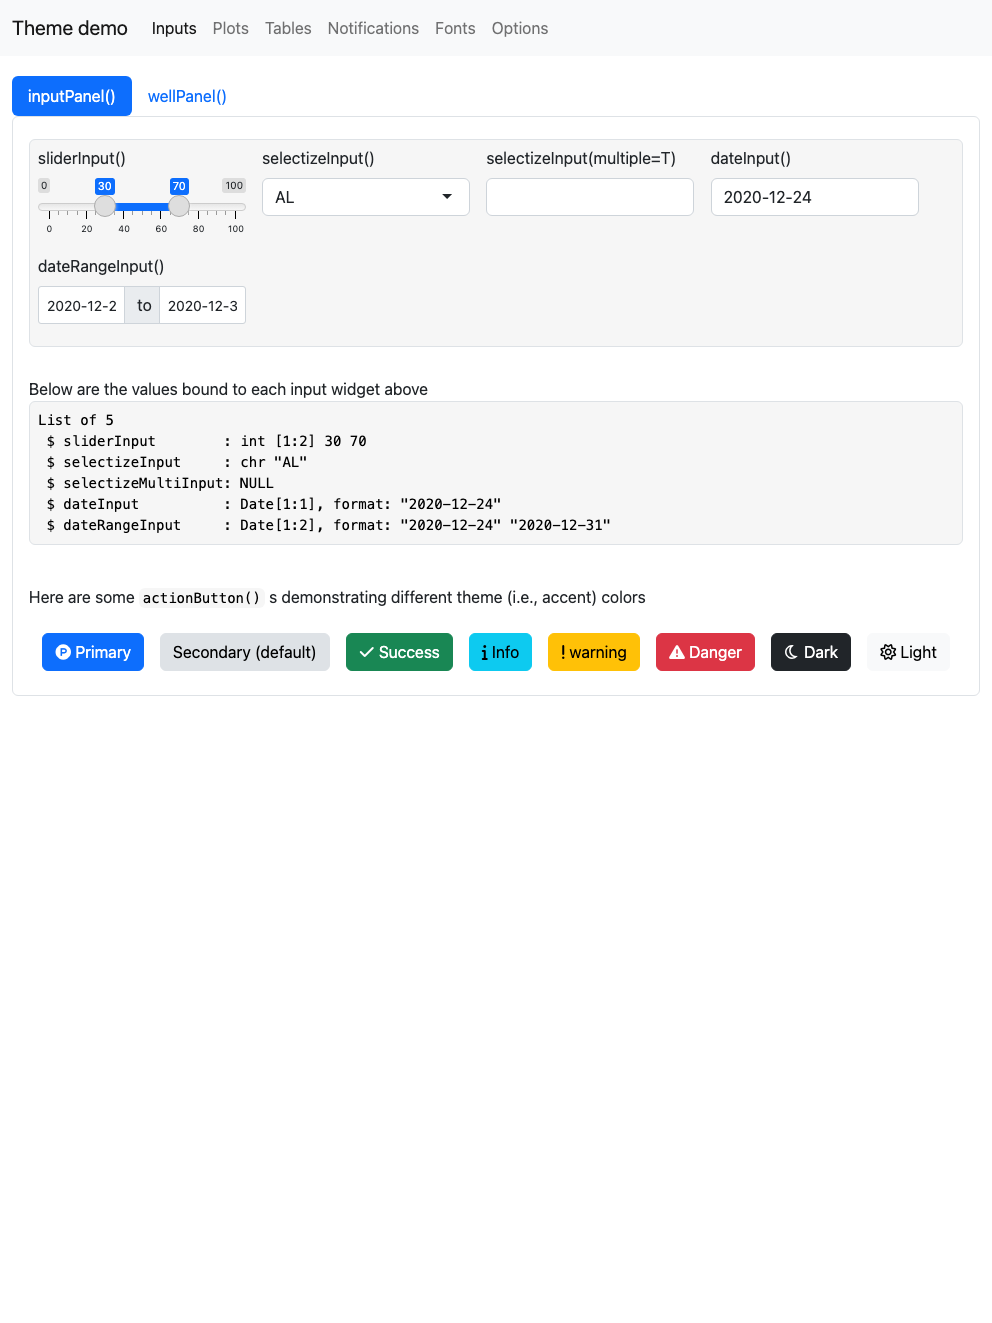 Theme demo Inputs Plots Tables Notifications Fonts Options
inputPanel() wellPanel()
sliderInput() selectizeInput() selectizeInput(multiple=T) dateInput()
0 30 70 100
AL 2020-12-24
0 20 40 60 80 100
dateRangeInput()
2020-12-2 to 2020-12-3
Below are the values bound to each input widget above
List of 5
 $ sliderInput        : int [1:2] 30 70
 $ selectizeInput     : chr "AL"
 $ selectizeMultiInput: NULL
 $ dateInput          : Date[1:1], format: "2020-12-24"
 $ dateRangeInput     : Date[1:2], format: "2020-12-24" "2020-12-31"
Here are some actionButton() s demonstrating different theme (i.e., accent) colors
Primary Secondary (default) Success Info warning Danger Dark Light